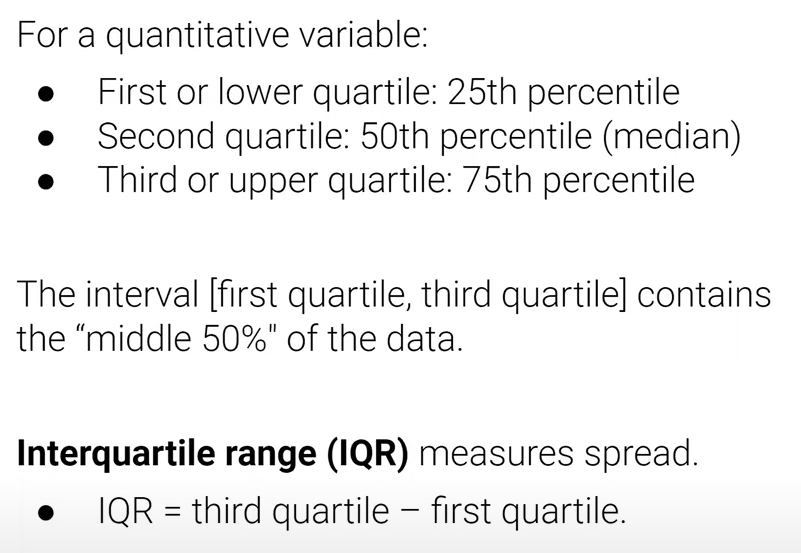 For a quantitative variable:
● First or lower quartile: 25th percentile
● Second quartile: 50th percentile (median)
● Third or upper quartile: 75th percentile
The interval [first quartile, third quartile] contains
the “middle 50%" of the data.
Interquartile range (IQR) measures spread.
● IQR = third quartile – first quartile.